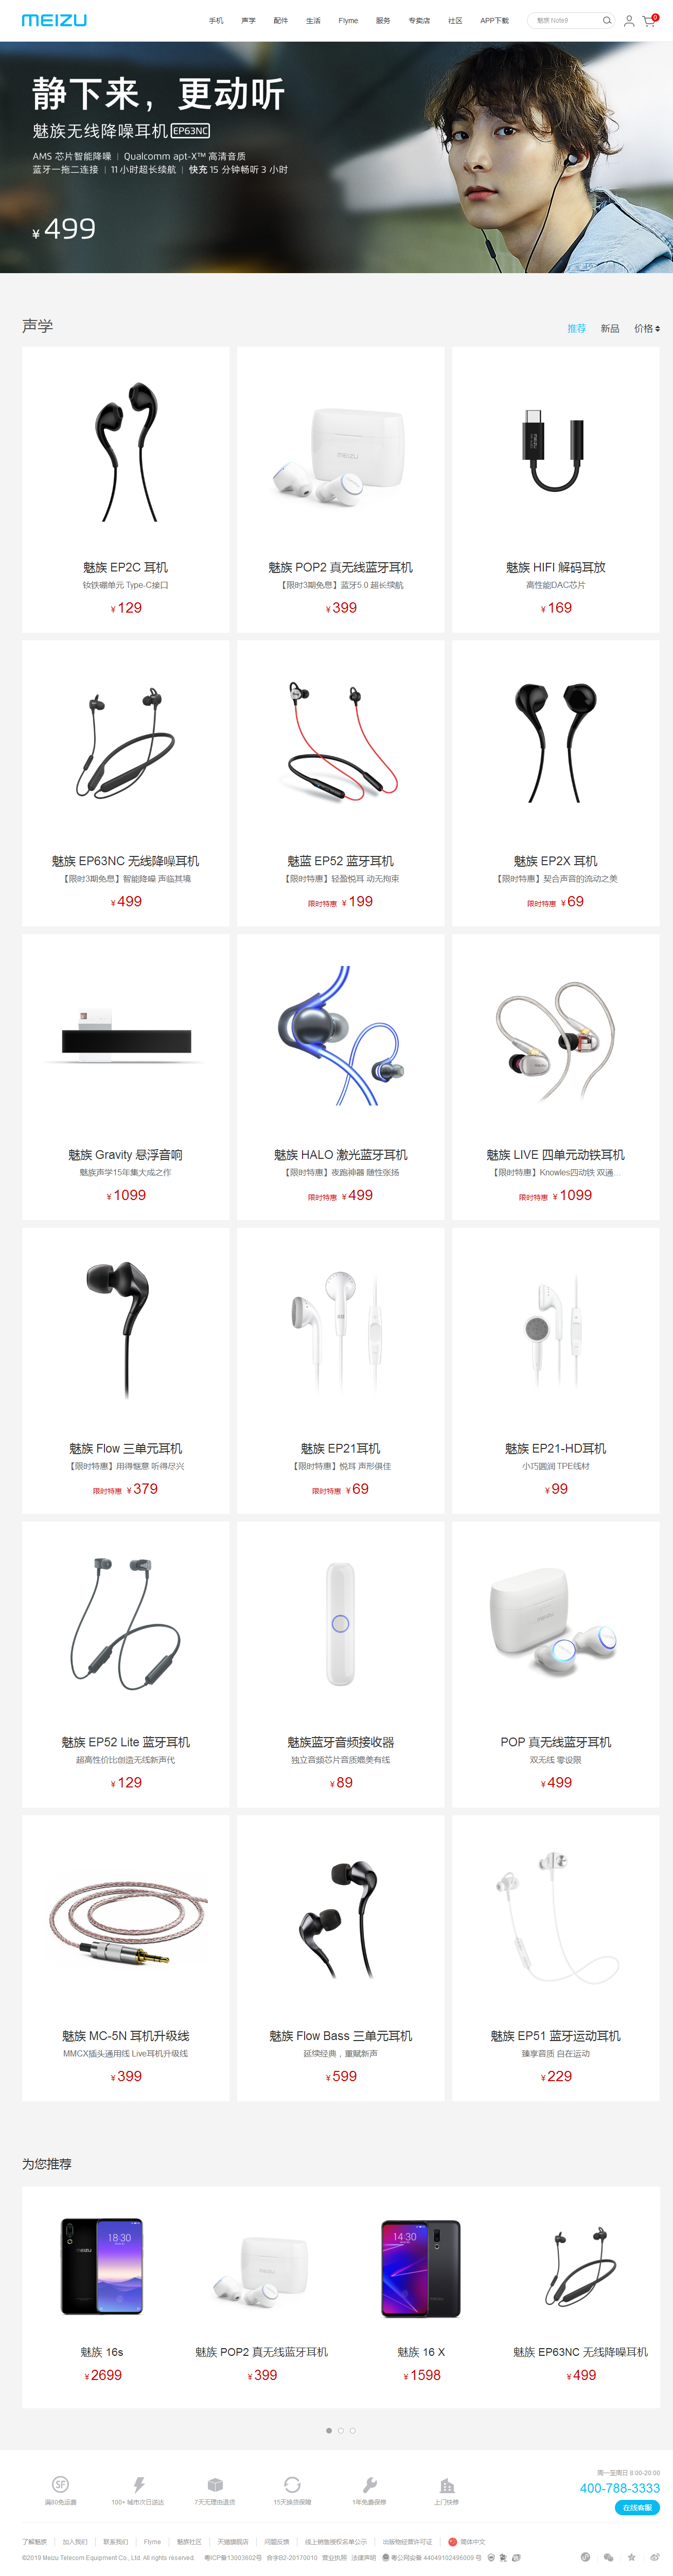 MEIZU
手机 声学 配件 生活 Flyme 服务 专卖店 社区 APP下载 魅族 Note9 0
静下来，更动听
魅族无线降噪耳机 EP63NC
AMS 芯片智能降噪 | Qualcomm apt-X™ 高清音质
蓝牙一拖二连接 | 11 小时超长续航 | 快充 15 分钟畅听 3 小时
¥ 499
声学 推荐 新品 价格
魅族 EP2C 耳机
钕铁硼单元 Type-C接口
¥ 129
魅族 POP2 真无线蓝牙耳机
【限时3期免息】蓝牙5.0 超长续航
¥ 399
魅族 HIFI 解码耳放
高性能DAC芯片
¥ 169
魅族 EP63NC 无线降噪耳机
【限时3期免息】智能降噪 声临其境
¥ 499
魅蓝 EP52 蓝牙耳机
【限时特惠】轻盈悦耳 动无拘束
限时特惠 ¥ 199
魅族 EP2X 耳机
【限时特惠】契合声音的流动之美
限时特惠 ¥ 69
魅族 Gravity 悬浮音响
魅族声学15年集大成之作
¥ 1099
魅族 HALO 激光蓝牙耳机
【限时特惠】夜跑神器 随性张扬
限时特惠 ¥ 499
魅族 LIVE 四单元动铁耳机
【限时特惠】Knowles四动铁 双通...
限时特惠 ¥ 1099
魅族 Flow 三单元耳机
【限时特惠】用得惬意 听得尽兴
限时特惠 ¥ 379
魅族 EP21耳机
【限时特惠】悦耳 声形俱佳
限时特惠 ¥ 69
魅族 EP21-HD耳机
小巧圆润 TPE线材
¥ 99
魅族 EP52 Lite 蓝牙耳机
超高性价比创造无线新声代
¥ 129
魅族蓝牙音频接收器
独立音频芯片音质媲美有线
¥ 89
POP 真无线蓝牙耳机
双无线 零设限
¥ 499
魅族 MC-5N 耳机升级线
MMCX插头通用线 Live耳机升级线
¥ 399
魅族 Flow Bass 三单元耳机
延续经典，重赋新声
¥ 599
魅族 EP51 蓝牙运动耳机
臻享音质 自在运动
¥ 229
为您推荐
魅族 16s
¥ 2699
魅族 POP2 真无线蓝牙耳机
¥ 399
魅族 16 X
¥ 1598
魅族 EP63NC 无线降噪耳机
¥ 499
满80免运费 100+ 城市次日送达 7天无理由退货 15天换货保障 1年免费保修 上门快修
周一至周日 8:00-20:00
400-788-3333
在线客服
了解魅族 加入我们 联系我们 Flyme 魅族社区 天猫旗舰店 问题反馈 线上销售授权名单公示 出版物经营许可证 简体中文
©2019 Meizu Telecom Equipment Co., Ltd. All rights reserved. 粤ICP备13003602号 合字B2-20170010 营业执照 法律声明 粤公网安备 44049102496009 号